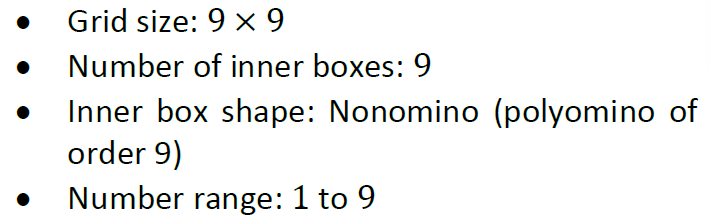 • Grid size: 9 × 9
• Number of inner boxes: 9
• Inner box shape: Nonomino (polyomino of
order 9)
• Number range: 1 to 9